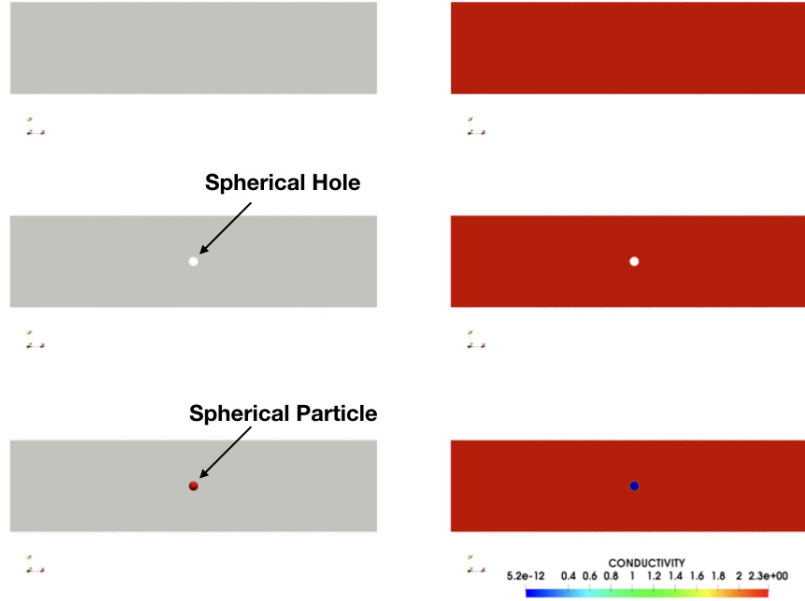 Spherical Hole
Spherical Particle
CONDUCTIVITY
5.2e-12 0.4 0.6 0.8 1 1.2 1.4 1.6 1.8 2 2.3e+00